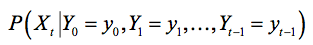 P(X_t|Y_0 = y_0, Y_1 = y_1, ..., Y_{t-1} = y_{t-1})